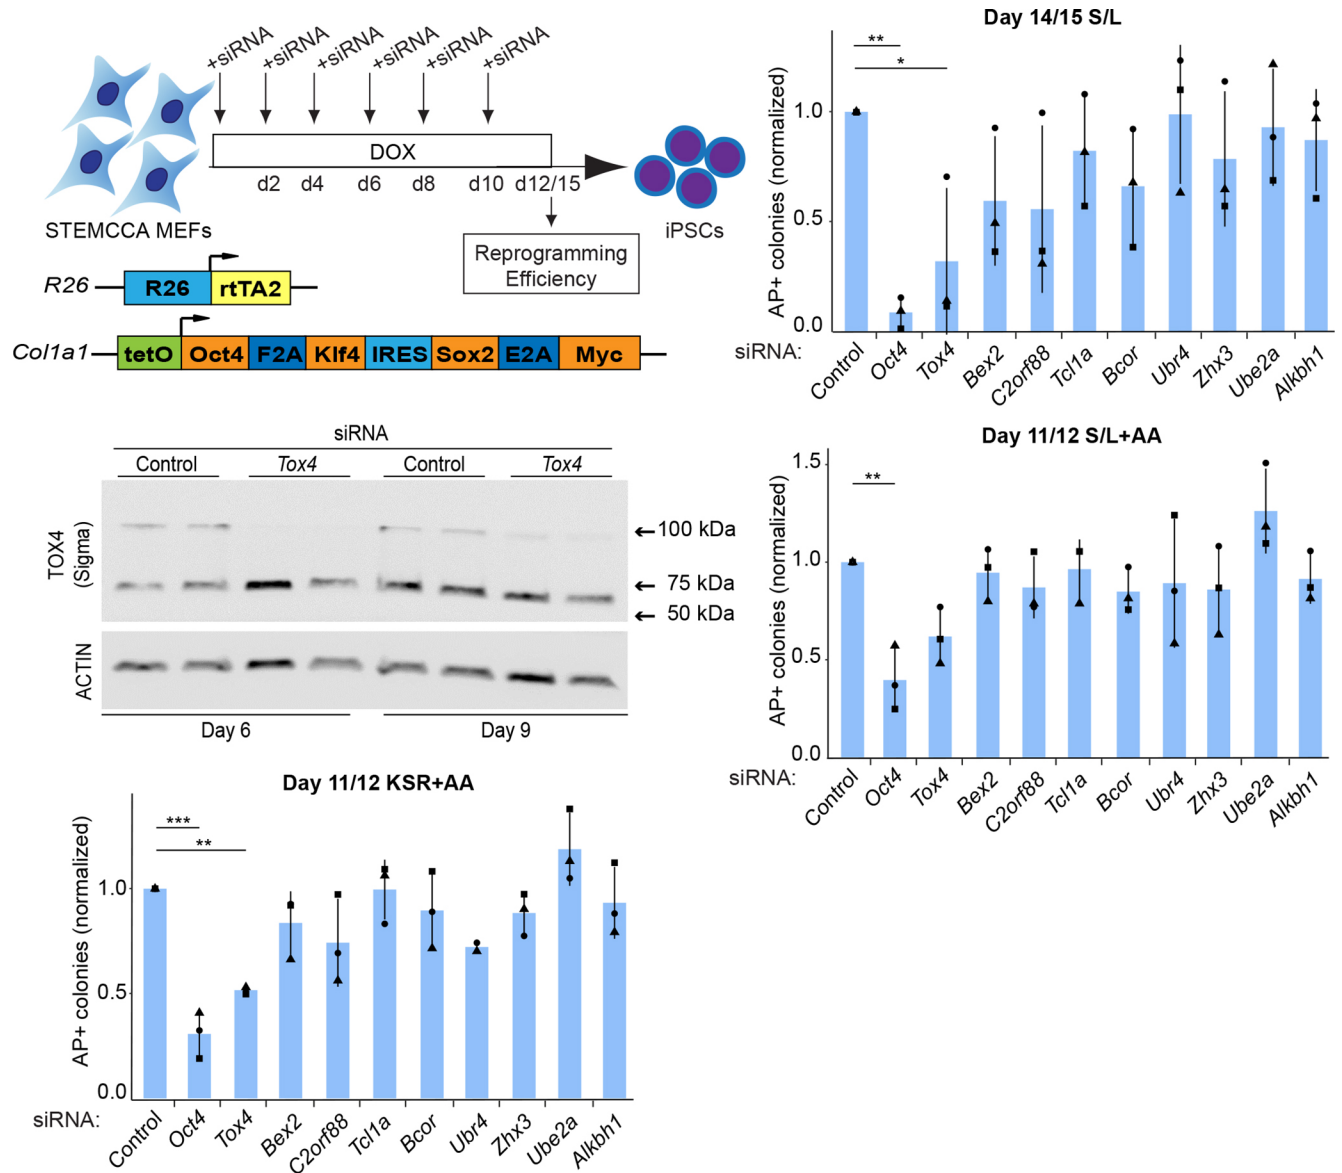 +siRNA +siRNA +siRNA +siRNA +siRNA +siRNA
DOX
d2 d4 d6 d8 d10 d12/15
STEMCCA MEFs
iPSCs
Reprogramming
Efficiency
R26 R26 rtTA2
Col1a1 tetO Oct4 F2A Klf4 IRES Sox2 E2A Myc
Day 14/15 S/L
AP+ colonies (normalized)
1.0
0.5
0.0
** 
*
siRNA:
Control Oct4 Tox4 Bex2 C2orf88 Tcl1a Bcor Ubr4 Zhx3 Ube2a Alkbh1
siRNA
Control Tox4 Control Tox4
TOX4
(Sigma)
100 kDa
75 kDa
50 kDa
ACTIN
Day 6 Day 9
Day 11/12 S/L+AA
AP+ colonies (normalized)
1.5
1.0
0.5
0.0
**
siRNA:
Control Oct4 Tox4 Bex2 C2orf88 Tcl1a Bcor Ubr4 Zhx3 Ube2a Alkbh1
Day 11/12 KSR+AA
AP+ colonies (normalized)
1.0
0.5
0.0
***
**
siRNA:
Control Oct4 Tox4 Bex2 C2orf88 Tcl1a Bcor Ubr4 Zhx3 Ube2a Alkbh1